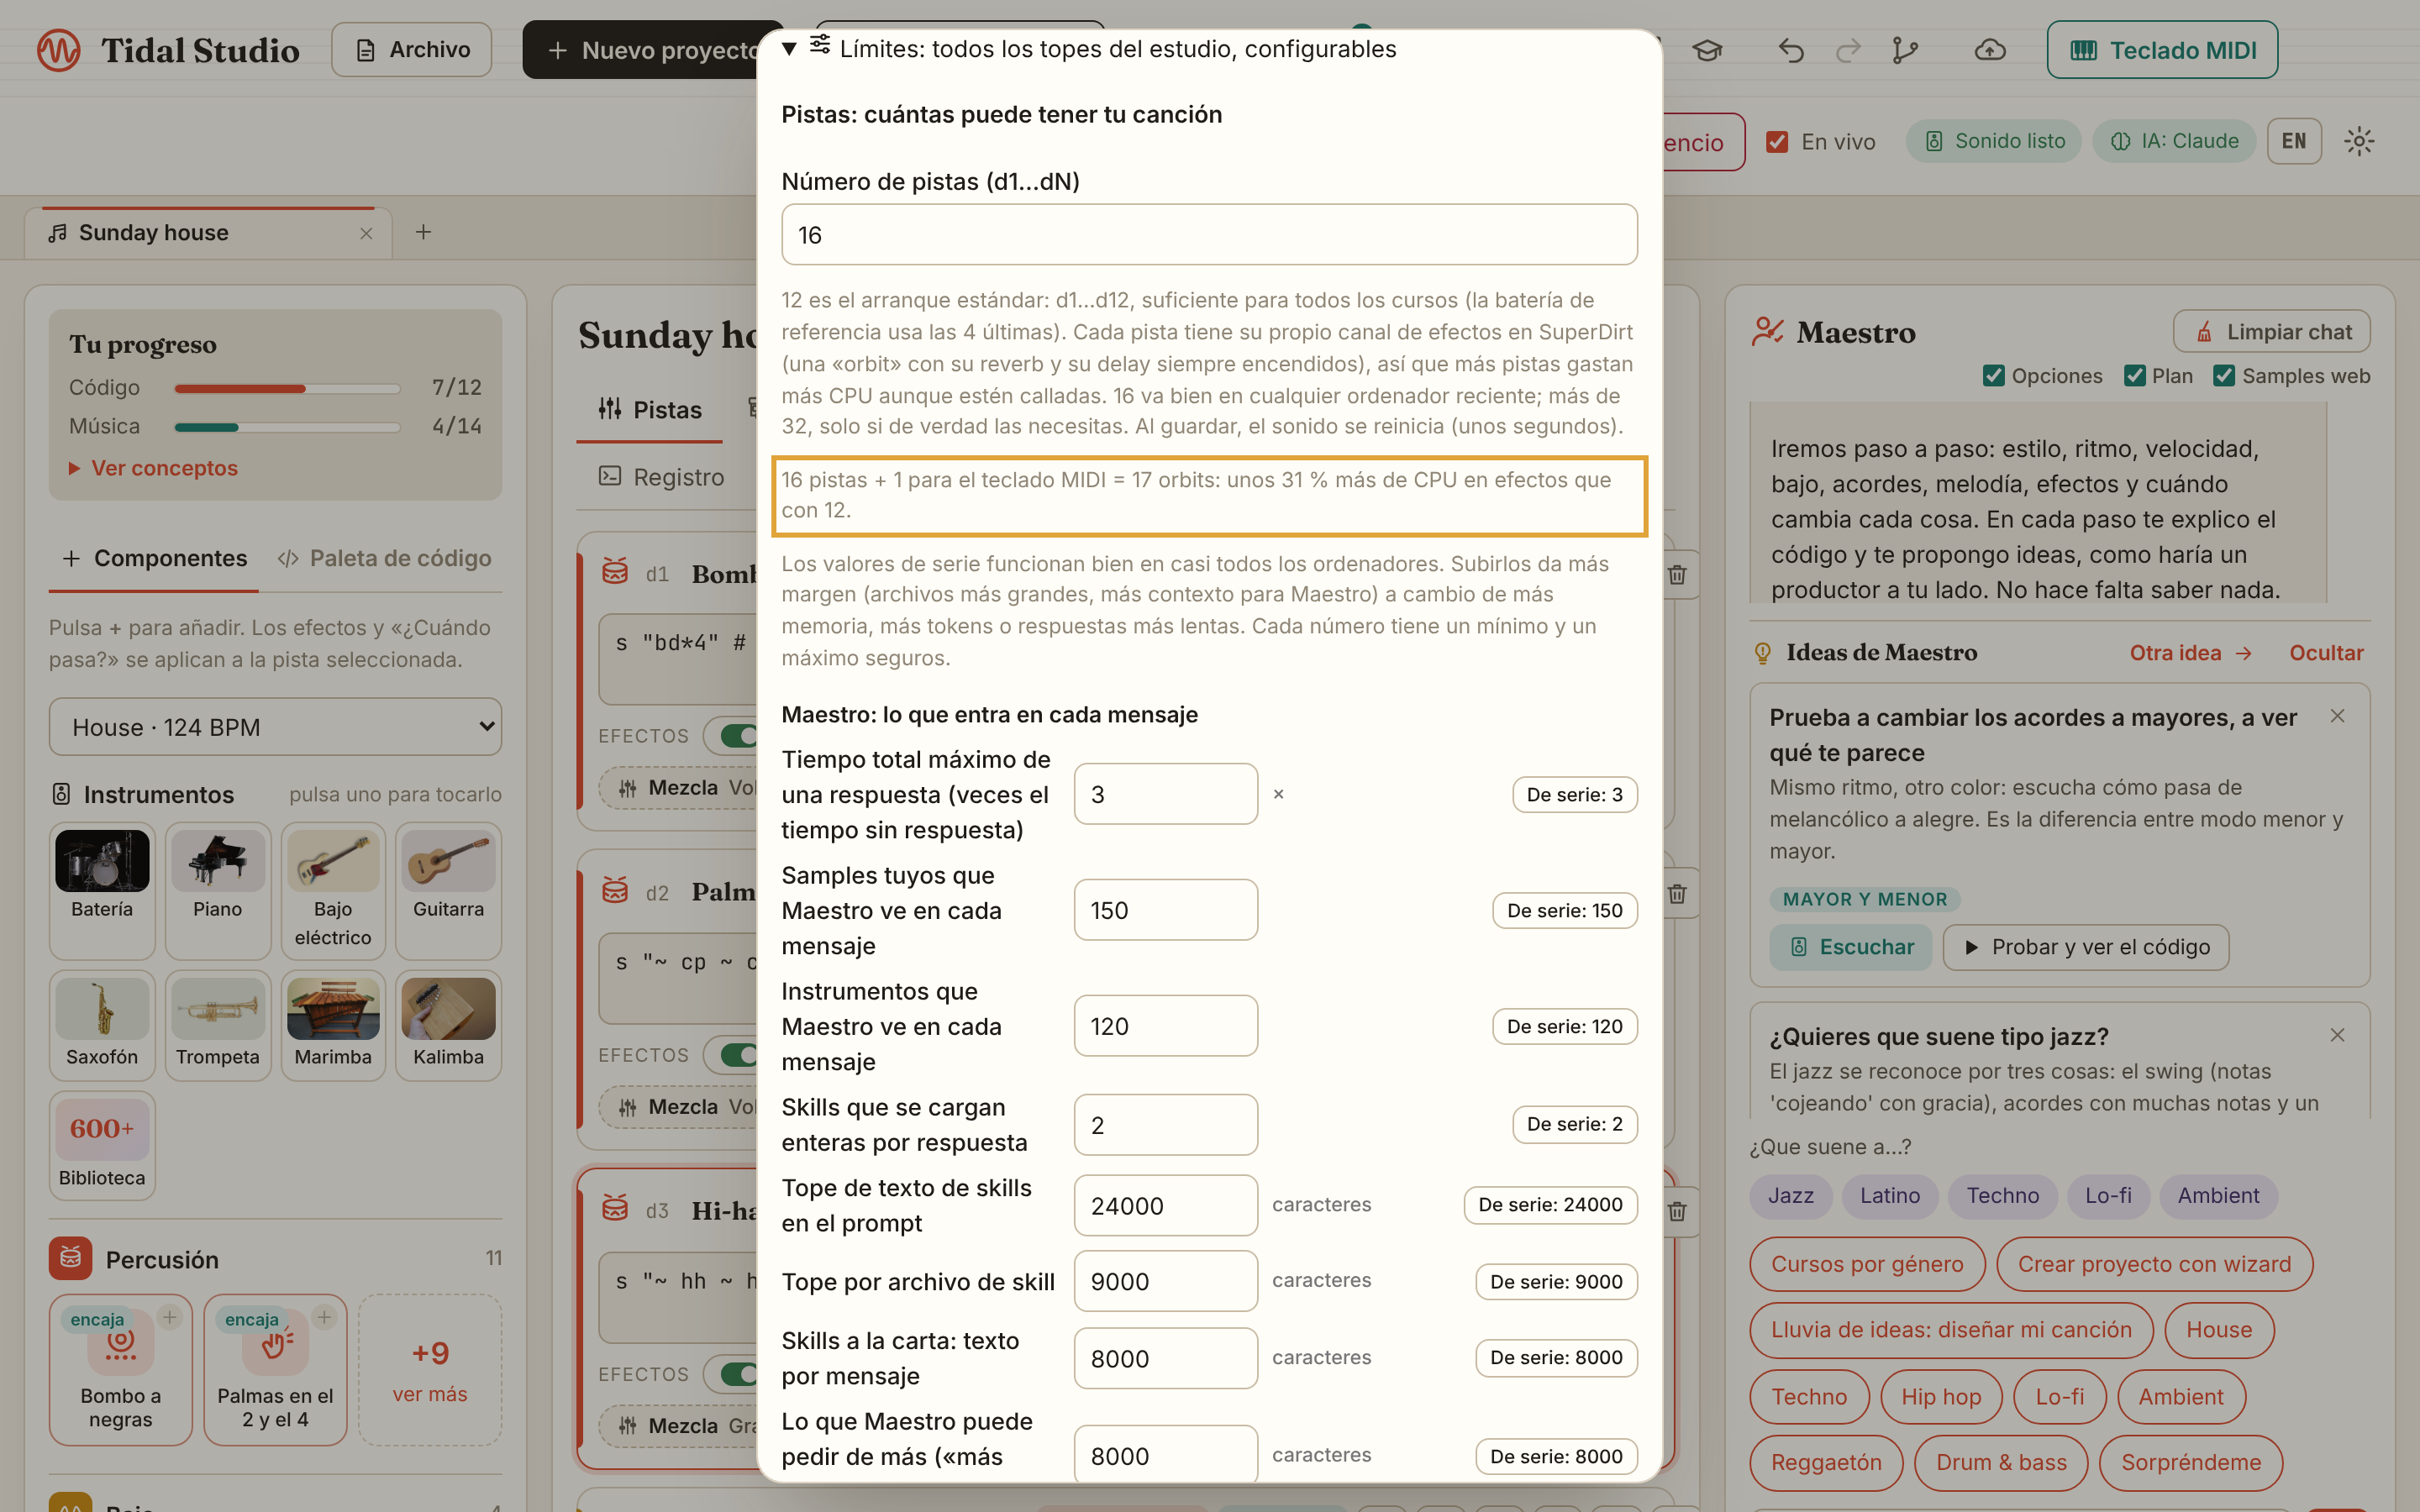 Tidal Studio
Archivo
+ Nuevo proyecto
Teclado MIDI
En vivo
Sonido listo
IA: Claude
EN
Sunday house
×
+
Tu progreso
Código 7/12
Música 4/14
Ver conceptos
+ Componentes
</> Paleta de código
Pulsa + para añadir. Los efectos y «¿Cuándo
pasa?» se aplican a la pista seleccionada.
House · 124 BPM
Instrumentos
pulsa uno para tocarlo
Batería
Piano
Bajo
eléctrico
Guitarra
Saxofón
Trompeta
Marimba
Kalimba
600+
Biblioteca
Percusión
11
encaja
Bombo a
negras
encaja
Palmas en el
2 y el 4
+9
ver más
Pistas
Registro
d1
s "bd*4" #
EFECTOS
Mezcla
d2
s "~ cp ~
EFECTOS
Mezcla
d3
s "~ hh ~
EFECTOS
Mezcla
Límites: todos los topes del estudio, configurables
Pistas: cuántas puede tener tu canción
Número de pistas (d1…dN)
16
12 es el arranque estándar: d1…d12, suficiente para todos los cursos (la batería de
referencia usa las 4 últimas). Cada pista tiene su propio canal de efectos en SuperDirt
(una «orbit» con su reverb y su delay siempre encendidos), así que más pistas gastan
más CPU aunque estén calladas. 16 va bien en cualquier ordenador reciente; más de
32, solo si de verdad las necesitas. Al guardar, el sonido se reinicia (unos segundos).
16 pistas + 1 para el teclado MIDI = 17 orbits: unos 31 % más de CPU en efectos que
con 12.
Los valores de serie funcionan bien en casi todos los ordenadores. Subirlos da más
margen (archivos más grandes, más contexto para Maestro) a cambio de más
memoria, más tokens o respuestas más lentas. Cada número tiene un mínimo y un
máximo seguros.
Maestro: lo que entra en cada mensaje
Tiempo total máximo de
una respuesta (veces el
tiempo sin respuesta)
3
×
De serie: 3
Samples tuyos que
Maestro ve en cada
mensaje
150
De serie: 150
Instrumentos que
Maestro ve en cada
mensaje
120
De serie: 120
Skills que se cargan
enteras por respuesta
2
De serie: 2
Tope de texto de skills
en el prompt
24000
caracteres
De serie: 24000
Tope por archivo de skill
9000
caracteres
De serie: 9000
Skills a la carta: texto
por mensaje
8000
caracteres
De serie: 8000
Lo que Maestro puede
pedir de más («más
8000
caracteres
De serie: 8000
Maestro
Limpiar chat
Opciones
Plan
Samples web
Iremos paso a paso: estilo, ritmo, velocidad,
bajo, acordes, melodía, efectos y cuándo
cambia cada cosa. En cada paso te explico el
código y te propongo ideas, como haría un
productor a tu lado. No hace falta saber nada.
Ideas de Maestro
Otra idea →
Ocultar
Prueba a cambiar los acordes a mayores, a ver
qué te parece
×
Mismo ritmo, otro color: escucha cómo pasa de
melancólico a alegre. Es la diferencia entre modo menor y
mayor.
MAYOR Y MENOR
Escuchar
Probar y ver el código
¿Quieres que suene tipo jazz?
×
El jazz se reconoce por tres cosas: el swing (notas
'cojeando' con gracia), acordes con muchas notas y un
¿Que suene a…?
Jazz
Latino
Techno
Lo-fi
Ambient
Cursos por género
Crear proyecto con wizard
Lluvia de ideas: diseñar mi canción
House
Techno
Hip hop
Lo-fi
Ambient
Reggaetón
Drum & bass
Sorpréndeme